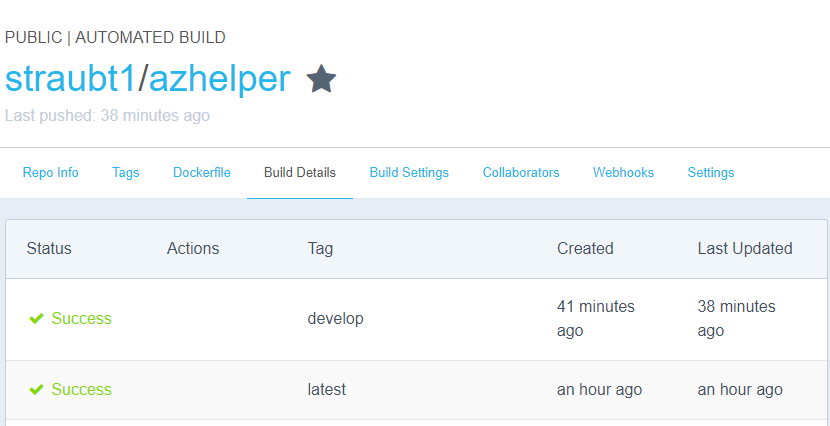 PUBLIC | AUTOMATED BUILD
straubt1/azhelper
Last pushed: 38 minutes ago
Repo Info Tags Dockerfile Build Details Build Settings Collaborators Webhooks Settings
Status Actions Tag Created Last Updated
Success develop 41 minutes ago 38 minutes ago
Success latest an hour ago an hour ago